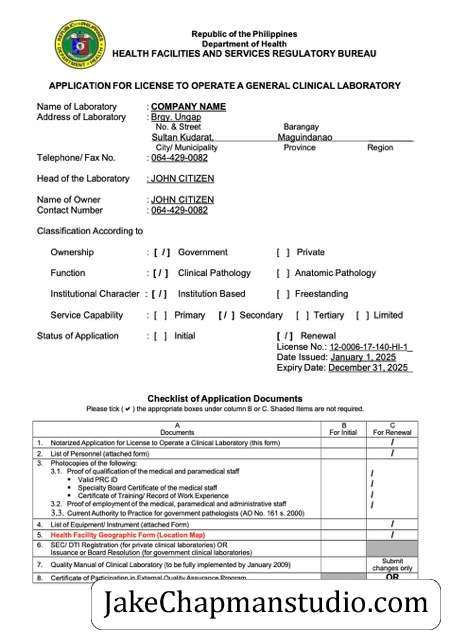 Republic of the Philippines
Department of Health
HEALTH FACILITIES AND SERVICES REGULATORY BUREAU
APPLICATION FOR LICENSE TO OPERATE A GENERAL CLINICAL LABORATORY
Name of Laboratory : COMPANY NAME
Address of Laboratory : Brgy. Ungap
No. & Street Barangay
Sultan Kudarat, Maguindanao
City/ Municipality Province Region
Telephone/ Fax No. : 064-429-0082
Head of the Laboratory : JOHN CITIZEN
Name of Owner : JOHN CITIZEN
Contact Number : 064-429-0082
Classification According to
Ownership : [ / ] Government [ ] Private
Function : [ / ] Clinical Pathology [ ] Anatomic Pathology
Institutional Character : [ / ] Institution Based [ ] Freestanding
Service Capability : [ ] Primary [ / ] Secondary [ ] Tertiary [ ] Limited
Status of Application : [ ] Initial [ / ] Renewal
License No.: 12-0006-17-140-HI-1_
Date Issued: January 1, 2025
Expiry Date: December 31, 2025
Checklist of Application Documents
Please tick ( ✔ ) the appropriate boxes under column B or C. Shaded Items are not required.
A B C
Documents For Initial For Renewal
1. Notarized Application for License to Operate a Clinical Laboratory (this form) /
2. List of Personnel (attached form) /
3. Photocopies of the following:
3.1. Proof of qualification of the medical and paramedical staff /
• Valid PRC ID
• Specialty Board Certificate of the medical staff /
• Certificate of Training/ Record of Work Experience /
3.2. Proof of employment of the medical, paramedical and administrative staff
3.3. Current Authority to Practice for government pathologists (AO No. 161 s. 2000) /
4. List of Equipment/ Instrument (attached Form) /
5. Health Facility Geographic Form (Location Map) /
6. SEC/ DTI Registration (for private clinical laboratories) OR
Issuance or Board Resolution (for government clinical laboratories)
7. Quality Manual of Clinical Laboratory (to be fully implemented by January 2009) Submit changes only
8. Certificate of Participation in External Quality Assurance Program OR
JakeChapmanstudio.com